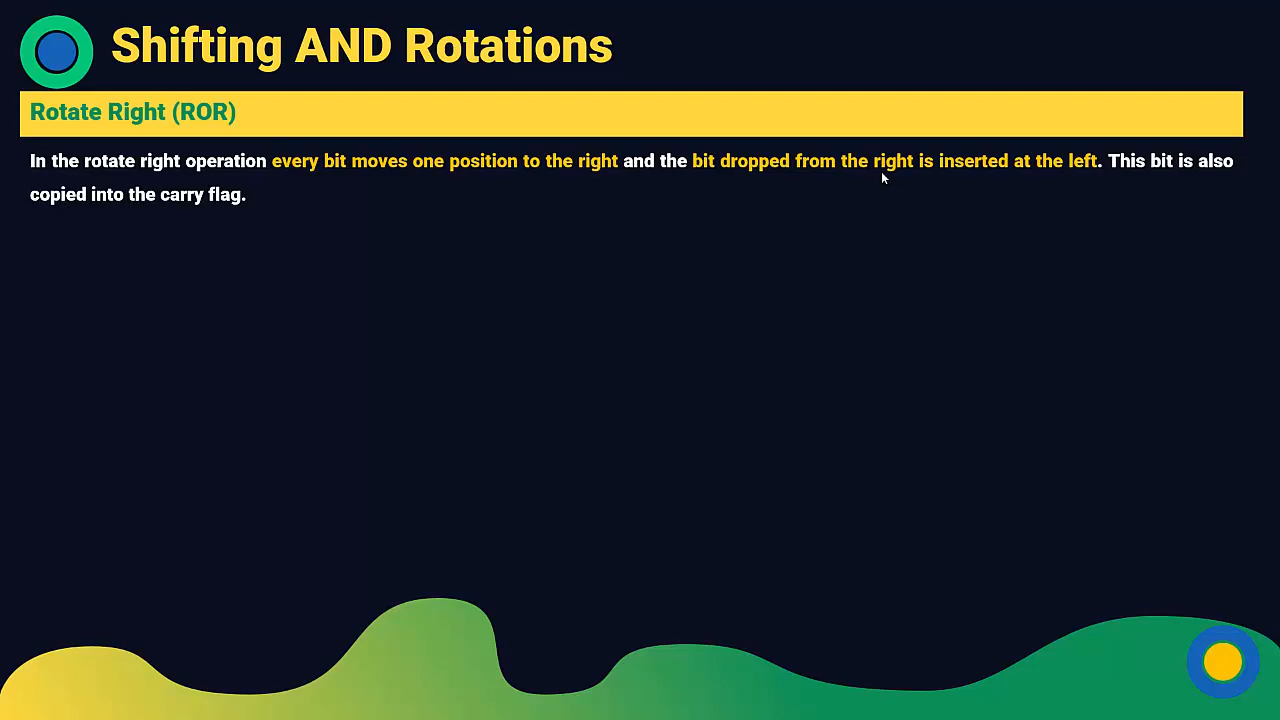 Shifting AND Rotations
Rotate Right (ROR)
In the rotate right operation every bit moves one position to the right and the bit dropped from the right is inserted at the left. This bit is also
copied into the carry flag.